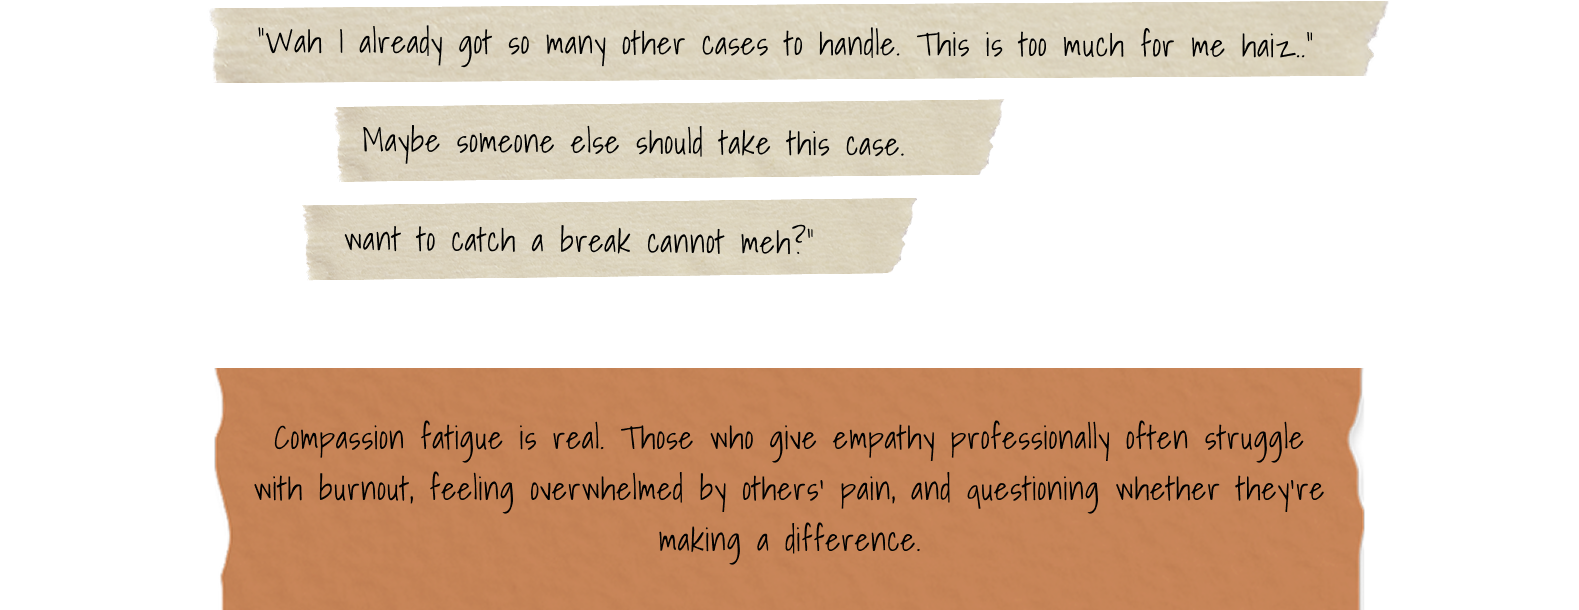 "Wah I already got so many other cases to handle. This is too much for me haiz.."
Maybe someone else should take this case.
want to catch a break cannot meh?"
Compassion fatigue is real. Those who give empathy professionally often struggle
with burnout, feeling overwhelmed by others' pain, and questioning whether they're
making a difference.